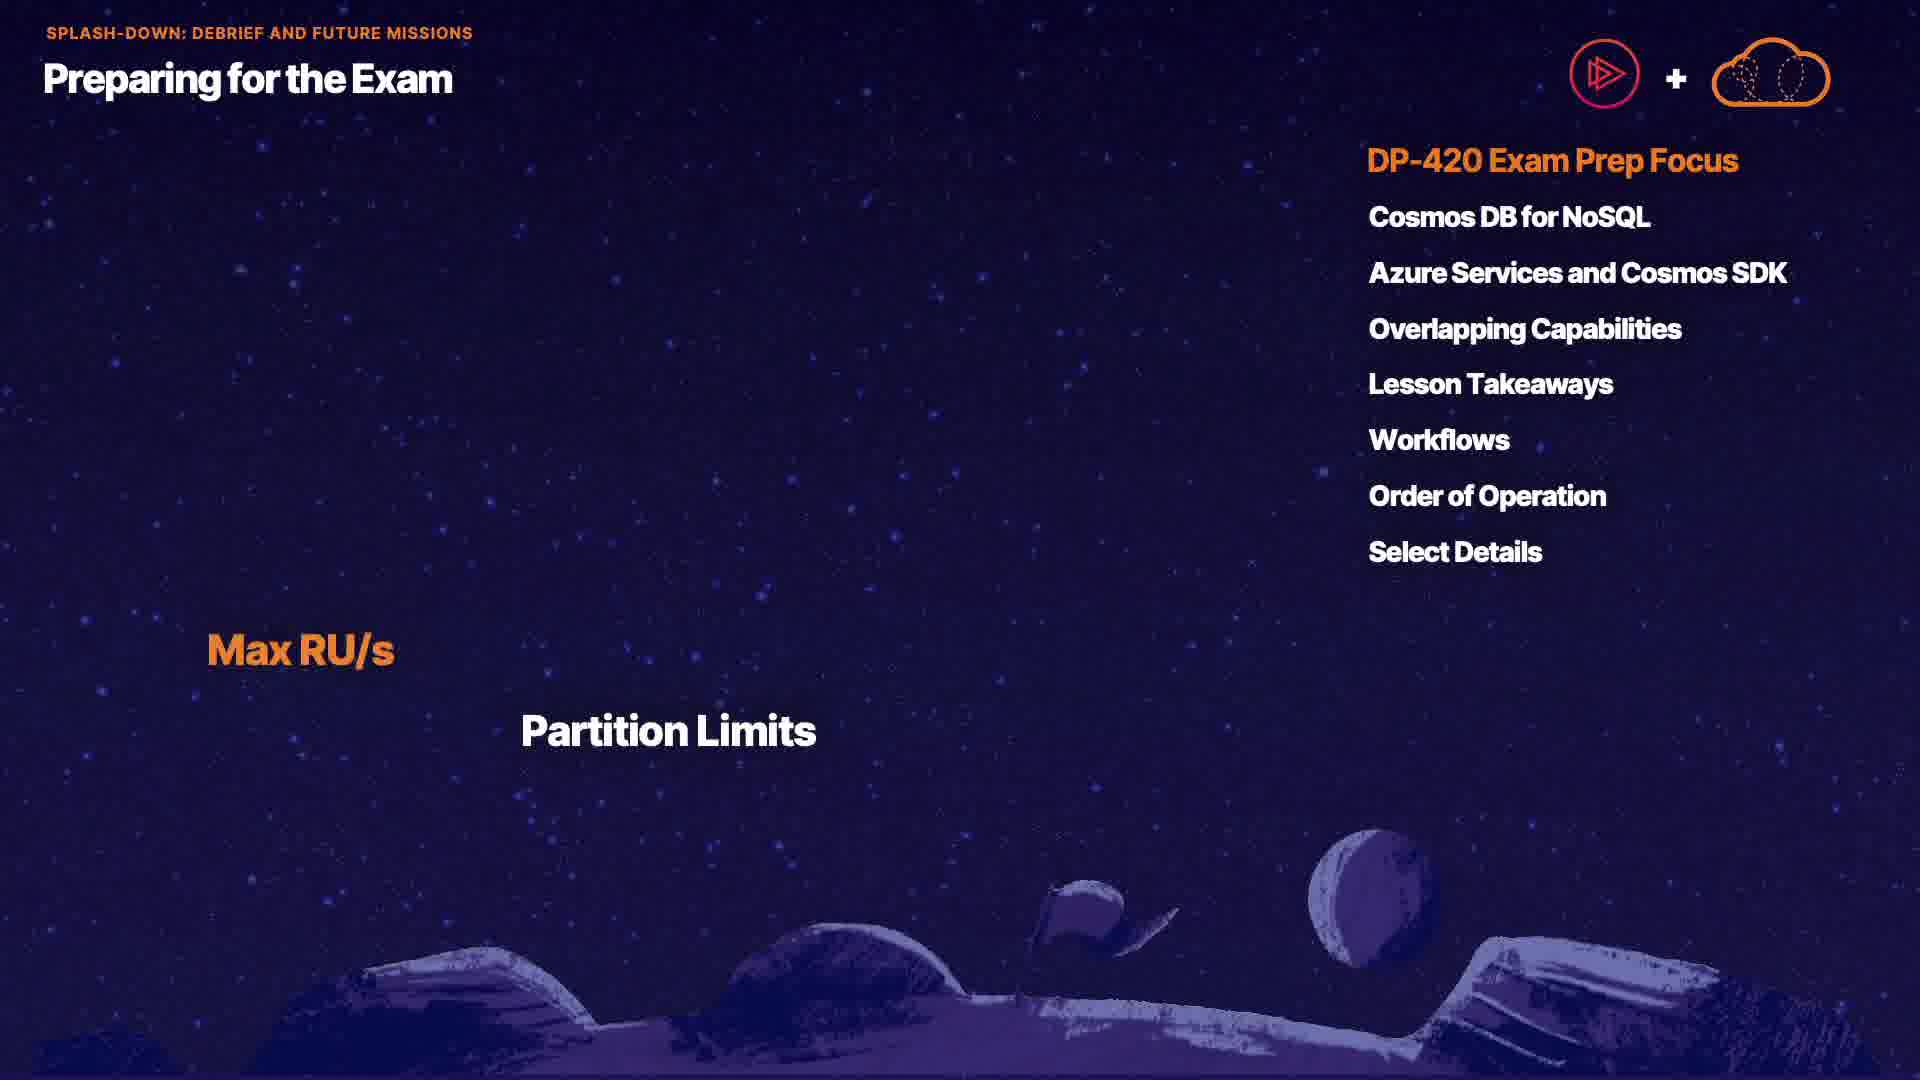 SPLASH-DOWN: DEBRIEF AND FUTURE MISSIONS
Preparing for the Exam
+
DP-420 Exam Prep Focus
Cosmos DB for NoSQL
Azure Services and Cosmos SDK
Overlapping Capabilities
Lesson Takeaways
Workflows
Order of Operation
Select Details
Max RU/s
Partition Limits